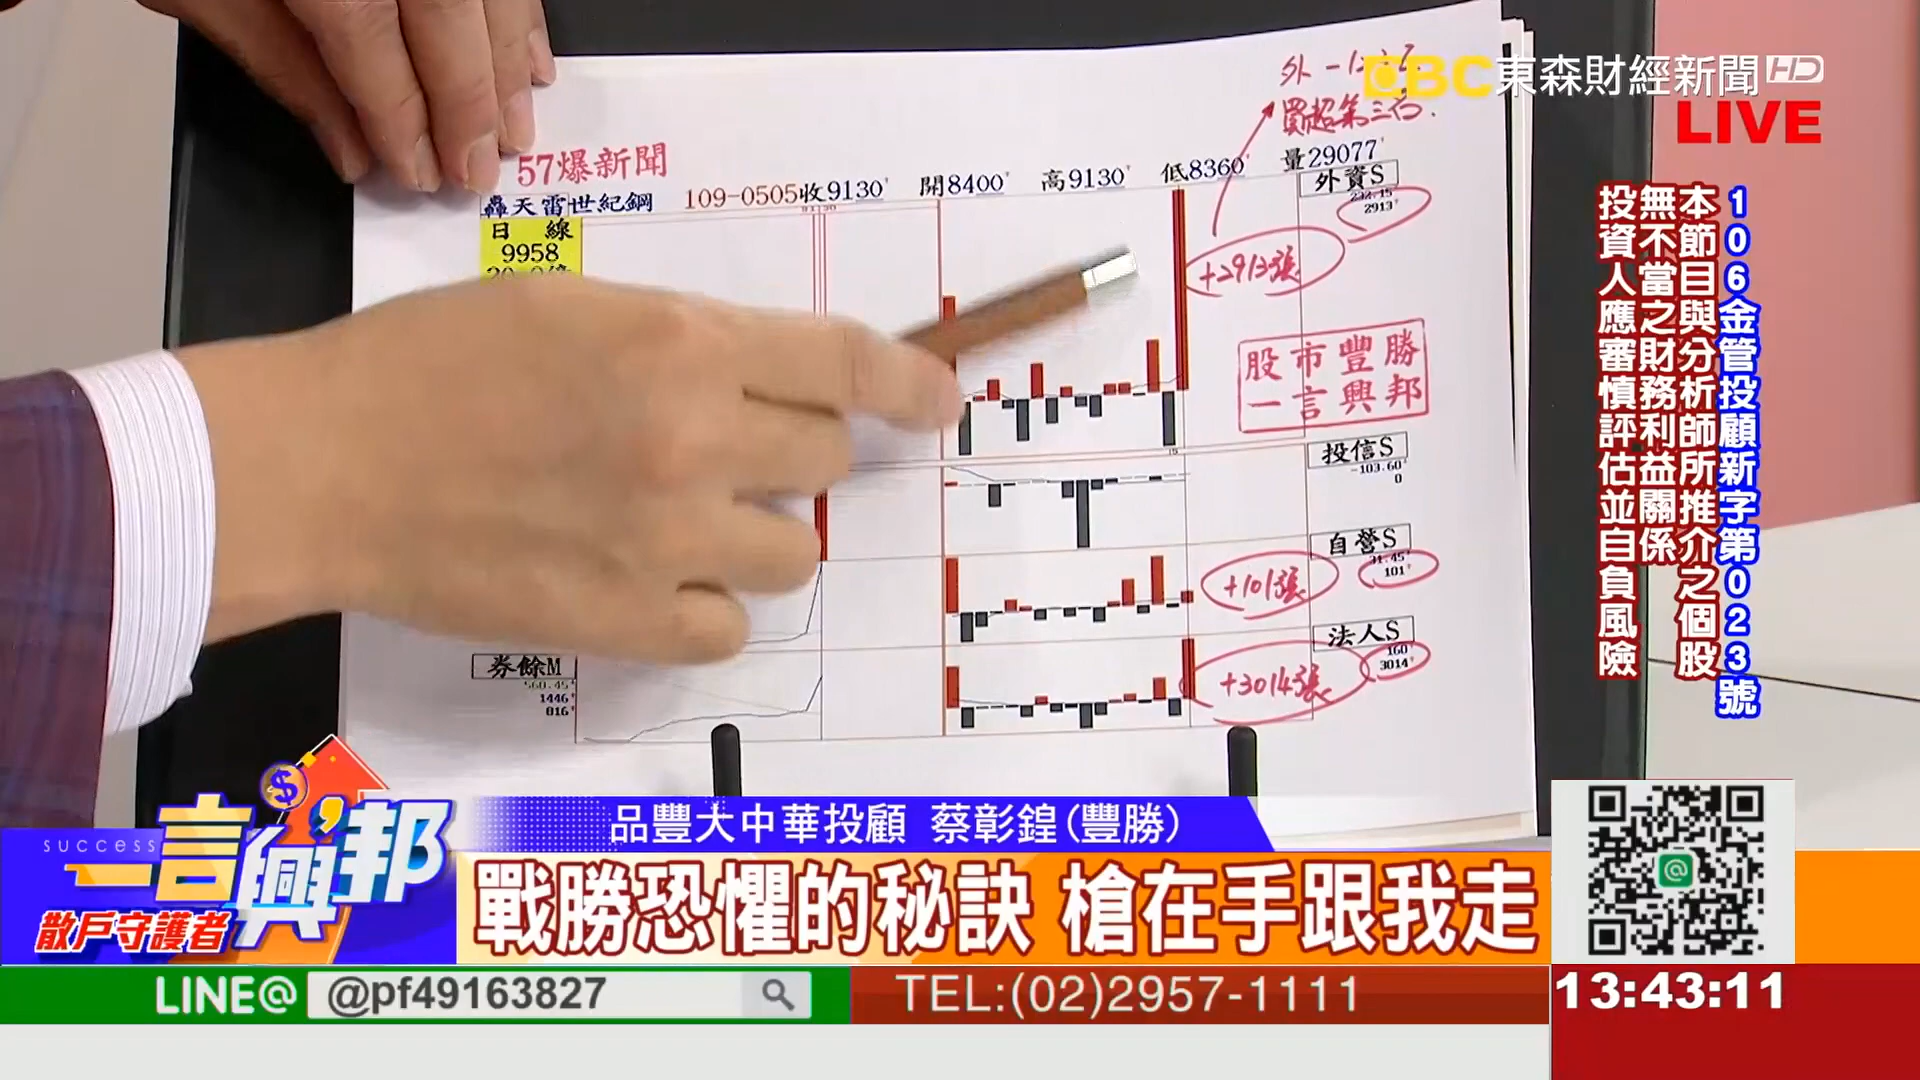 外一
買超第三名.
EBC東森財經新聞HD
LIVE
57爆新聞
轟天雷世紀鋼 109-0505收9130 開8400 高9130 低8360 量29077
日 線
9958
外資S
2913
+2913張
股市豐勝
一言興邦
投信S
-103.60
0
自營S
31.45
101
+101張
法人S
160
3014
+3014張
券餘M
560.45
1446
816
106金管投顧新字第023號
本節目與分析師所推介之個股
無不當之財務利益關係
投資人應審慎評估並自負風險
品豐大中華投顧 蔡彰鍠(豐勝)
戰勝恐懼的秘訣 槍在手跟我走
success
一言興邦
散戶守護者
LINE@ @pf49163827
TEL:(02)2957-1111
13:43:11